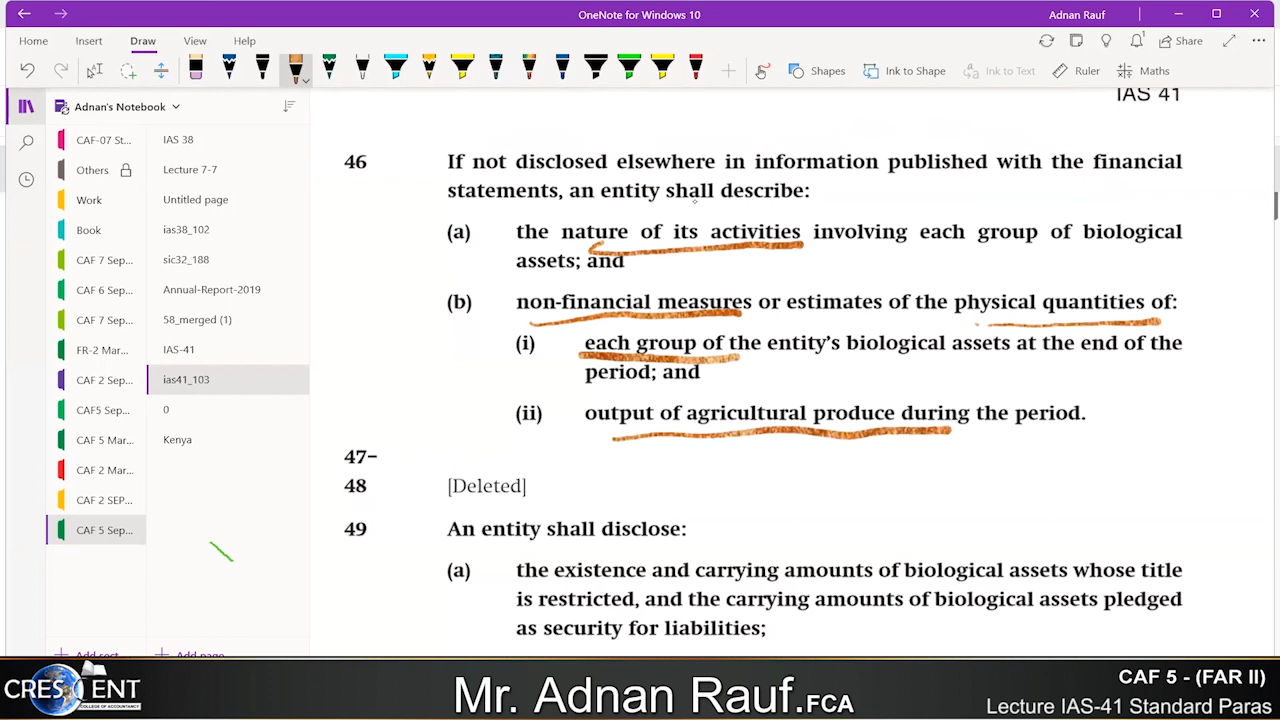 OneNote for Windows 10
Adnan Rauf
Home Insert Draw View Help
Share
Shapes Ink to Shape Ink to Text Ruler Maths
Adnan's Notebook
CAF-07 St...
Others
Work
Book
CAF 7 Sep...
CAF 6 Sep...
CAF 7 Sep...
FR-2 Mar...
CAF 2 Sep...
CAF5 Sep...
CAF 5 Mar...
CAF 2 Mar...
CAF 2 SEP...
CAF 5 Sep...
IAS 38
Lecture 7-7
Untitled page
ias38_102
sic32_188
Annual-Report-2019
58_merged (1)
IAS-41
ias41_103
0
Kenya
Add sect
Add page
IAS 41
46 If not disclosed elsewhere in information published with the financial
statements, an entity shall describe:
(a) the nature of its activities involving each group of biological
assets; and
(b) non-financial measures or estimates of the physical quantities of:
(i) each group of the entity's biological assets at the end of the
period; and
(ii) output of agricultural produce during the period.
47–
48 [Deleted]
49 An entity shall disclose:
(a) the existence and carrying amounts of biological assets whose title
is restricted, and the carrying amounts of biological assets pledged
as security for liabilities;
CRESCENT
COLLEGE OF ACCOUNTANCY
Mr. Adnan Rauf.FCA
CAF 5 - (FAR II)
Lecture IAS-41 Standard Paras